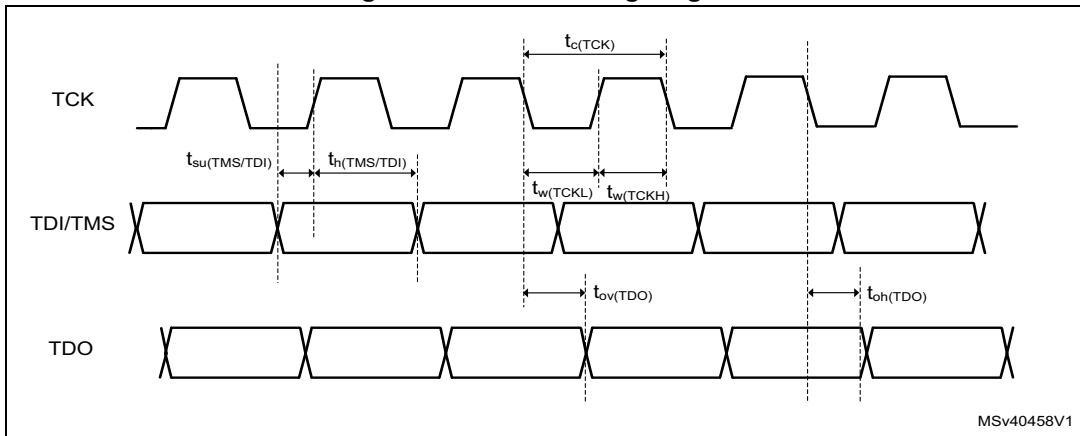 tc(TCK)
TCK
tsu(TMS/TDI)
th(TMS/TDI)
tw(TCKL)
tw(TCKH)
TDI/TMS
tov(TDO)
toh(TDO)
TDO
MSv40458V1